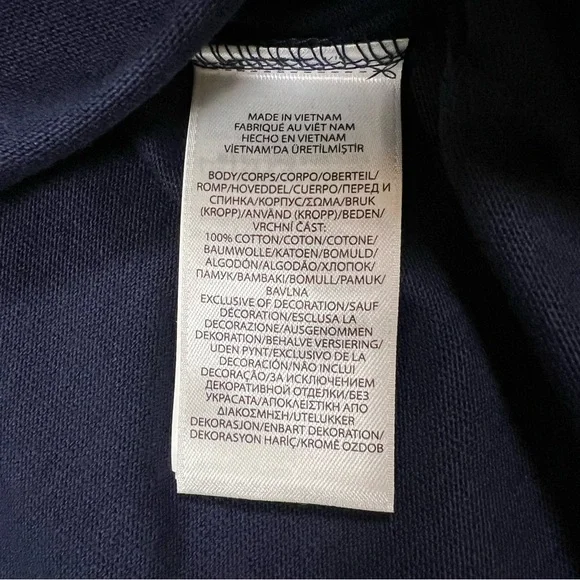 MADE IN VIETNAM
FABRIQUÉ AU VIÊT NAM
HECHO EN VIETNAM
VİETNAM'DA ÜRETİLMİŞTİR
BODY/CORPS/CORPO/OBERTEIL/
ROMP/HOVEDDEL/CUERPO/ПЕРЕД И
СПИНКА/КОРПУС/ΣΩΜΑ/BRUK
(KROPP)/ANVÄND (KROPP)/BEDEN/
VRCHNÍ ČÁST:
100% COTTON/COTON/COTONE/
BAUMWOLLE/KATOEN/BOMULD/
ALGODÓN/ALGODÃO/ХЛОПОК/
ПАМУК/ΒΑΜΒΑΚΙ/BOMULL/PAMUK/
BAVLNA
EXCLUSIVE OF DECORATION/SAUF
DÉCORATION/ESCLUSA LA
DECORAZIONE/AUSGENOMMEN
DEKORATION/BEHALVE VERSIERING/
UDEN PYNT/EXCLUSIVO DE LA
DECORACIÓN/NÃO INCLUI
DECORAÇÃO/ЗА ИСКЛЮЧЕНИЕМ
ДЕКОРАТИВНОЙ ОТДЕЛКИ/БЕЗ
УКРАСАТА/ΑΠΟΚΛΕΙΣΤΙΚΗ ΑΠΟ
ΔΙΑΚΟΣΜΗΣΗ/UTELUKKER
DEKORASJON/ENBART DEKORATION/
DEKORASYON HARİÇ/KROMĚ OZDOB